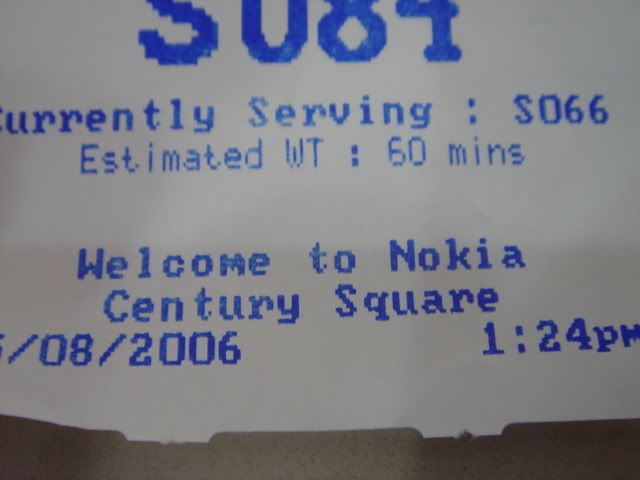 S084
Currently Serving : S066
Estimated WT : 60 mins
Welcome to Nokia
Century Square
/08/2006 1:24pm